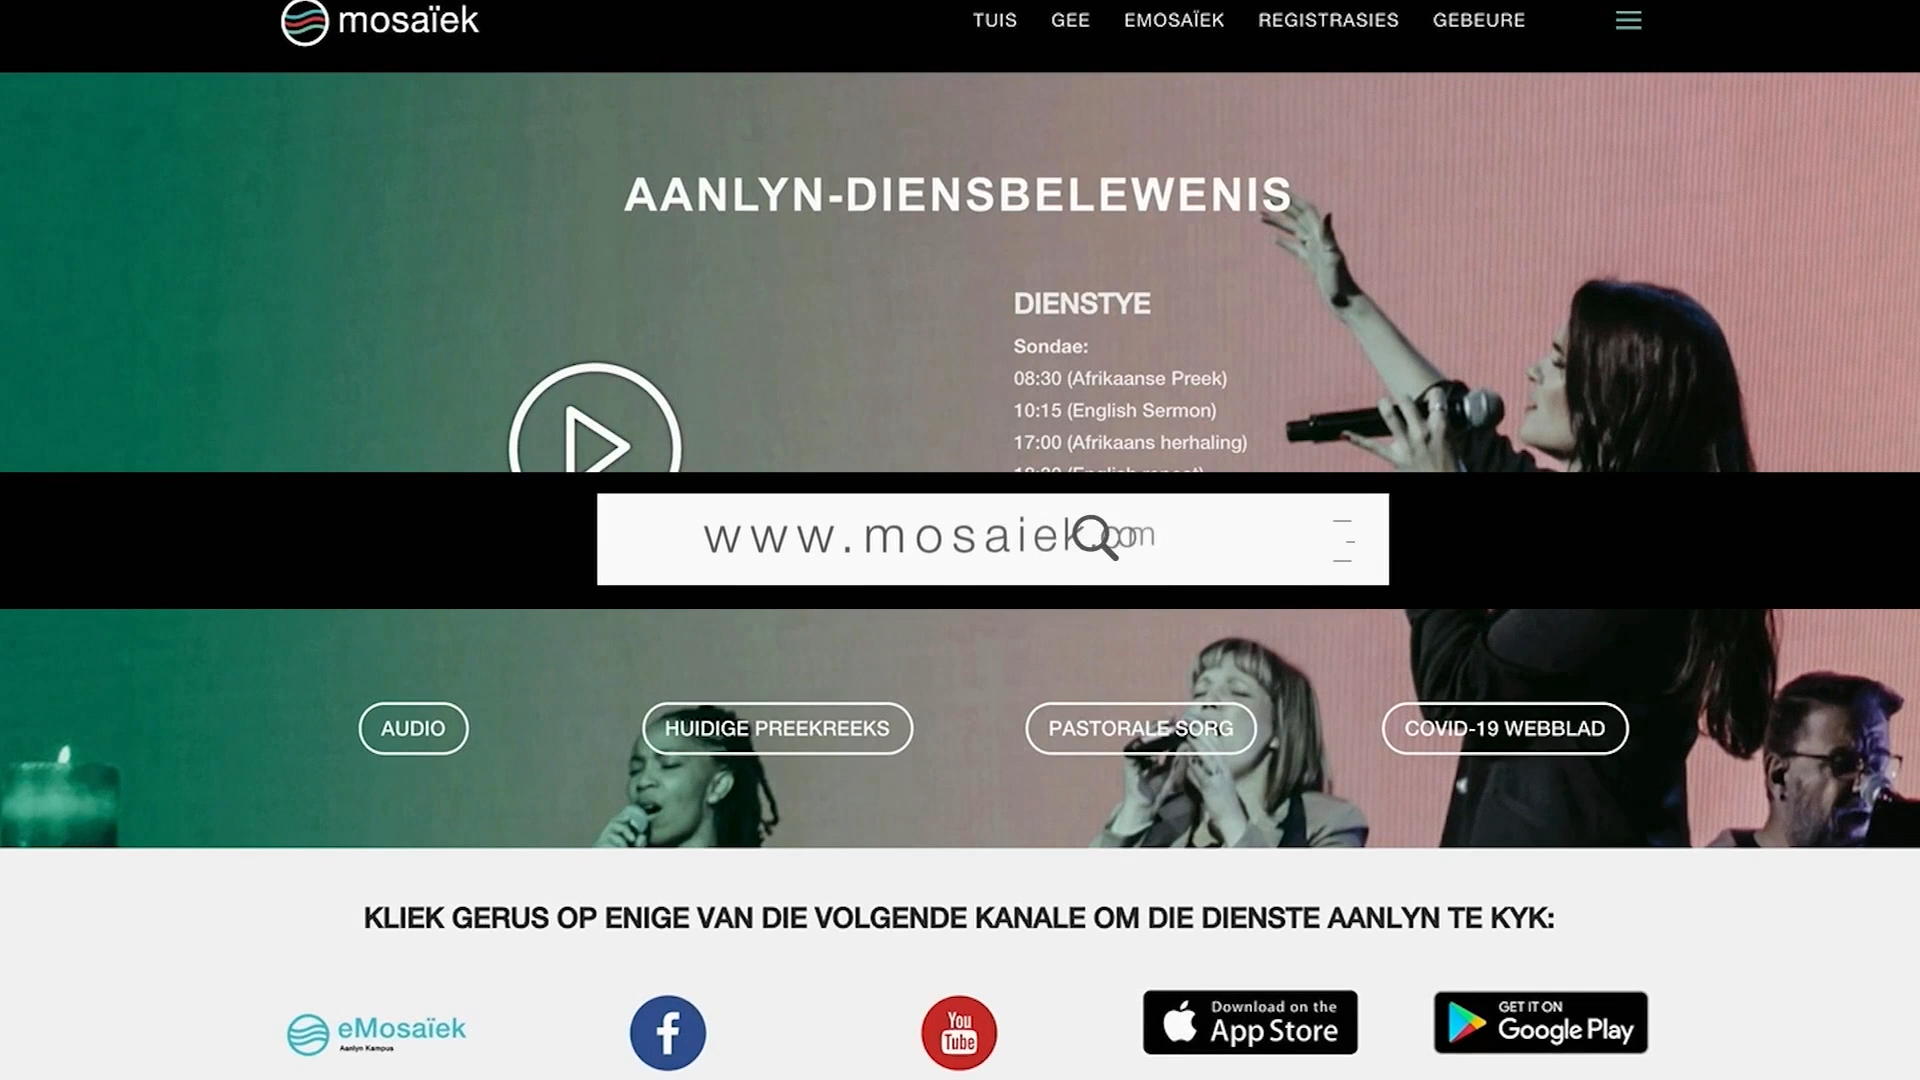 mosaïek
TUIS GEE EMOSAÏEK REGISTRASIES GEBEURE
AANLYN-DIENSBELEWENIS
DIENSTYE
Sondae:
08:30 (Afrikaanse Preek)
10:15 (English Sermon)
17:00 (Afrikaans herhaling)
www.mosaiek.com
AUDIO HUIDIGE PREEKREEKS PASTORALE SORG COVID-19 WEBBLAD
KLIEK GERUS OP ENIGE VAN DIE VOLGENDE KANALE OM DIE DIENSTE AANLYN TE KYK:
eMosaïek
Aanlyn Kampus
f
You
Tube
Download on the
App Store
GET IT ON
Google Play